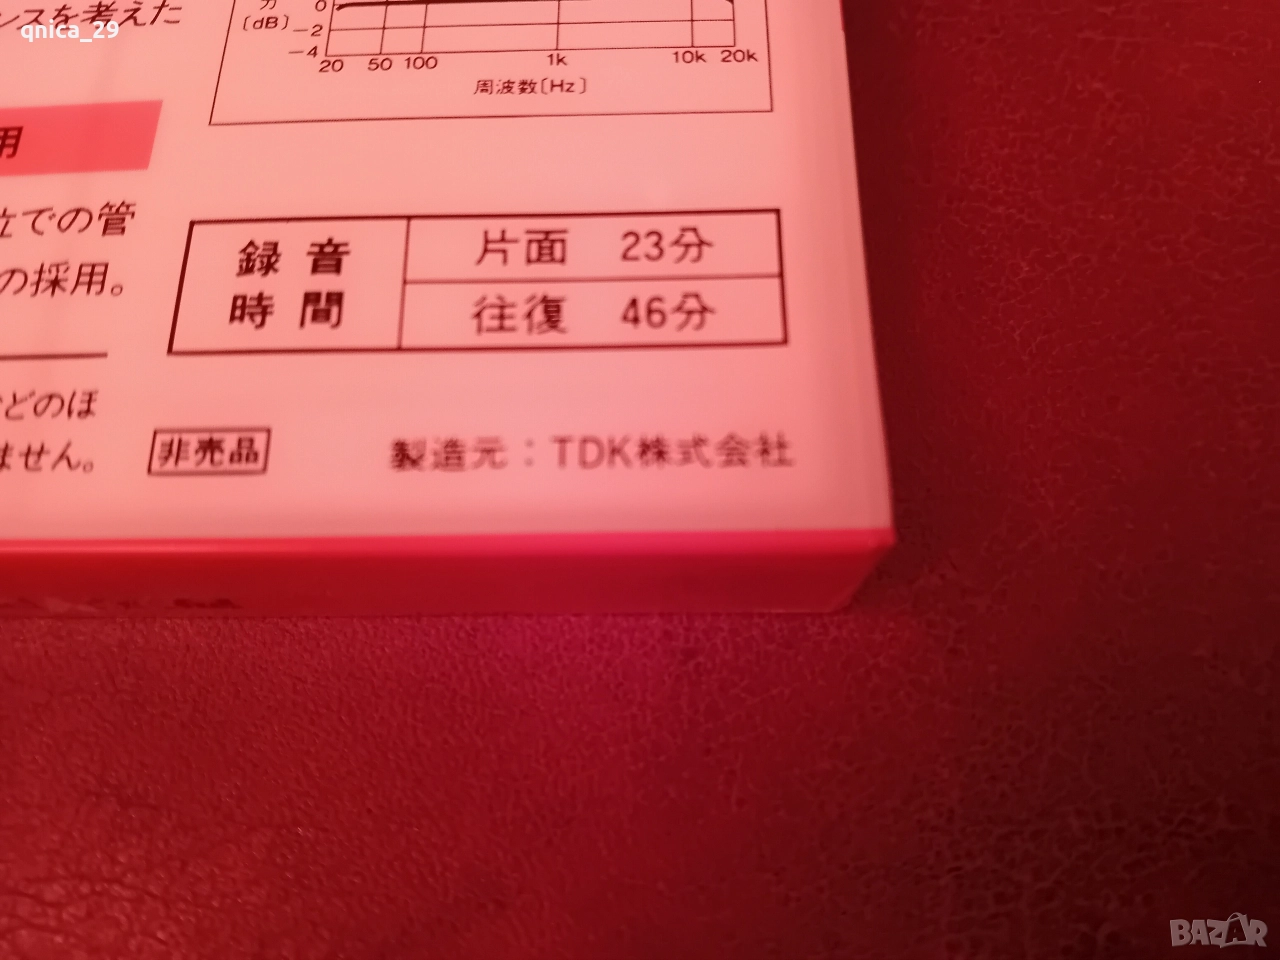 ンスを考えた
qnica_29
力
(dB)
0
-2
-4
20 50 100 1k 10k 20k
周波数(Hz)
用
立での管
の採用。
録音時間
片面 23分
往復 46分
どのほ
ません。
非売品
製造元：TDK株式会社
BAZAR